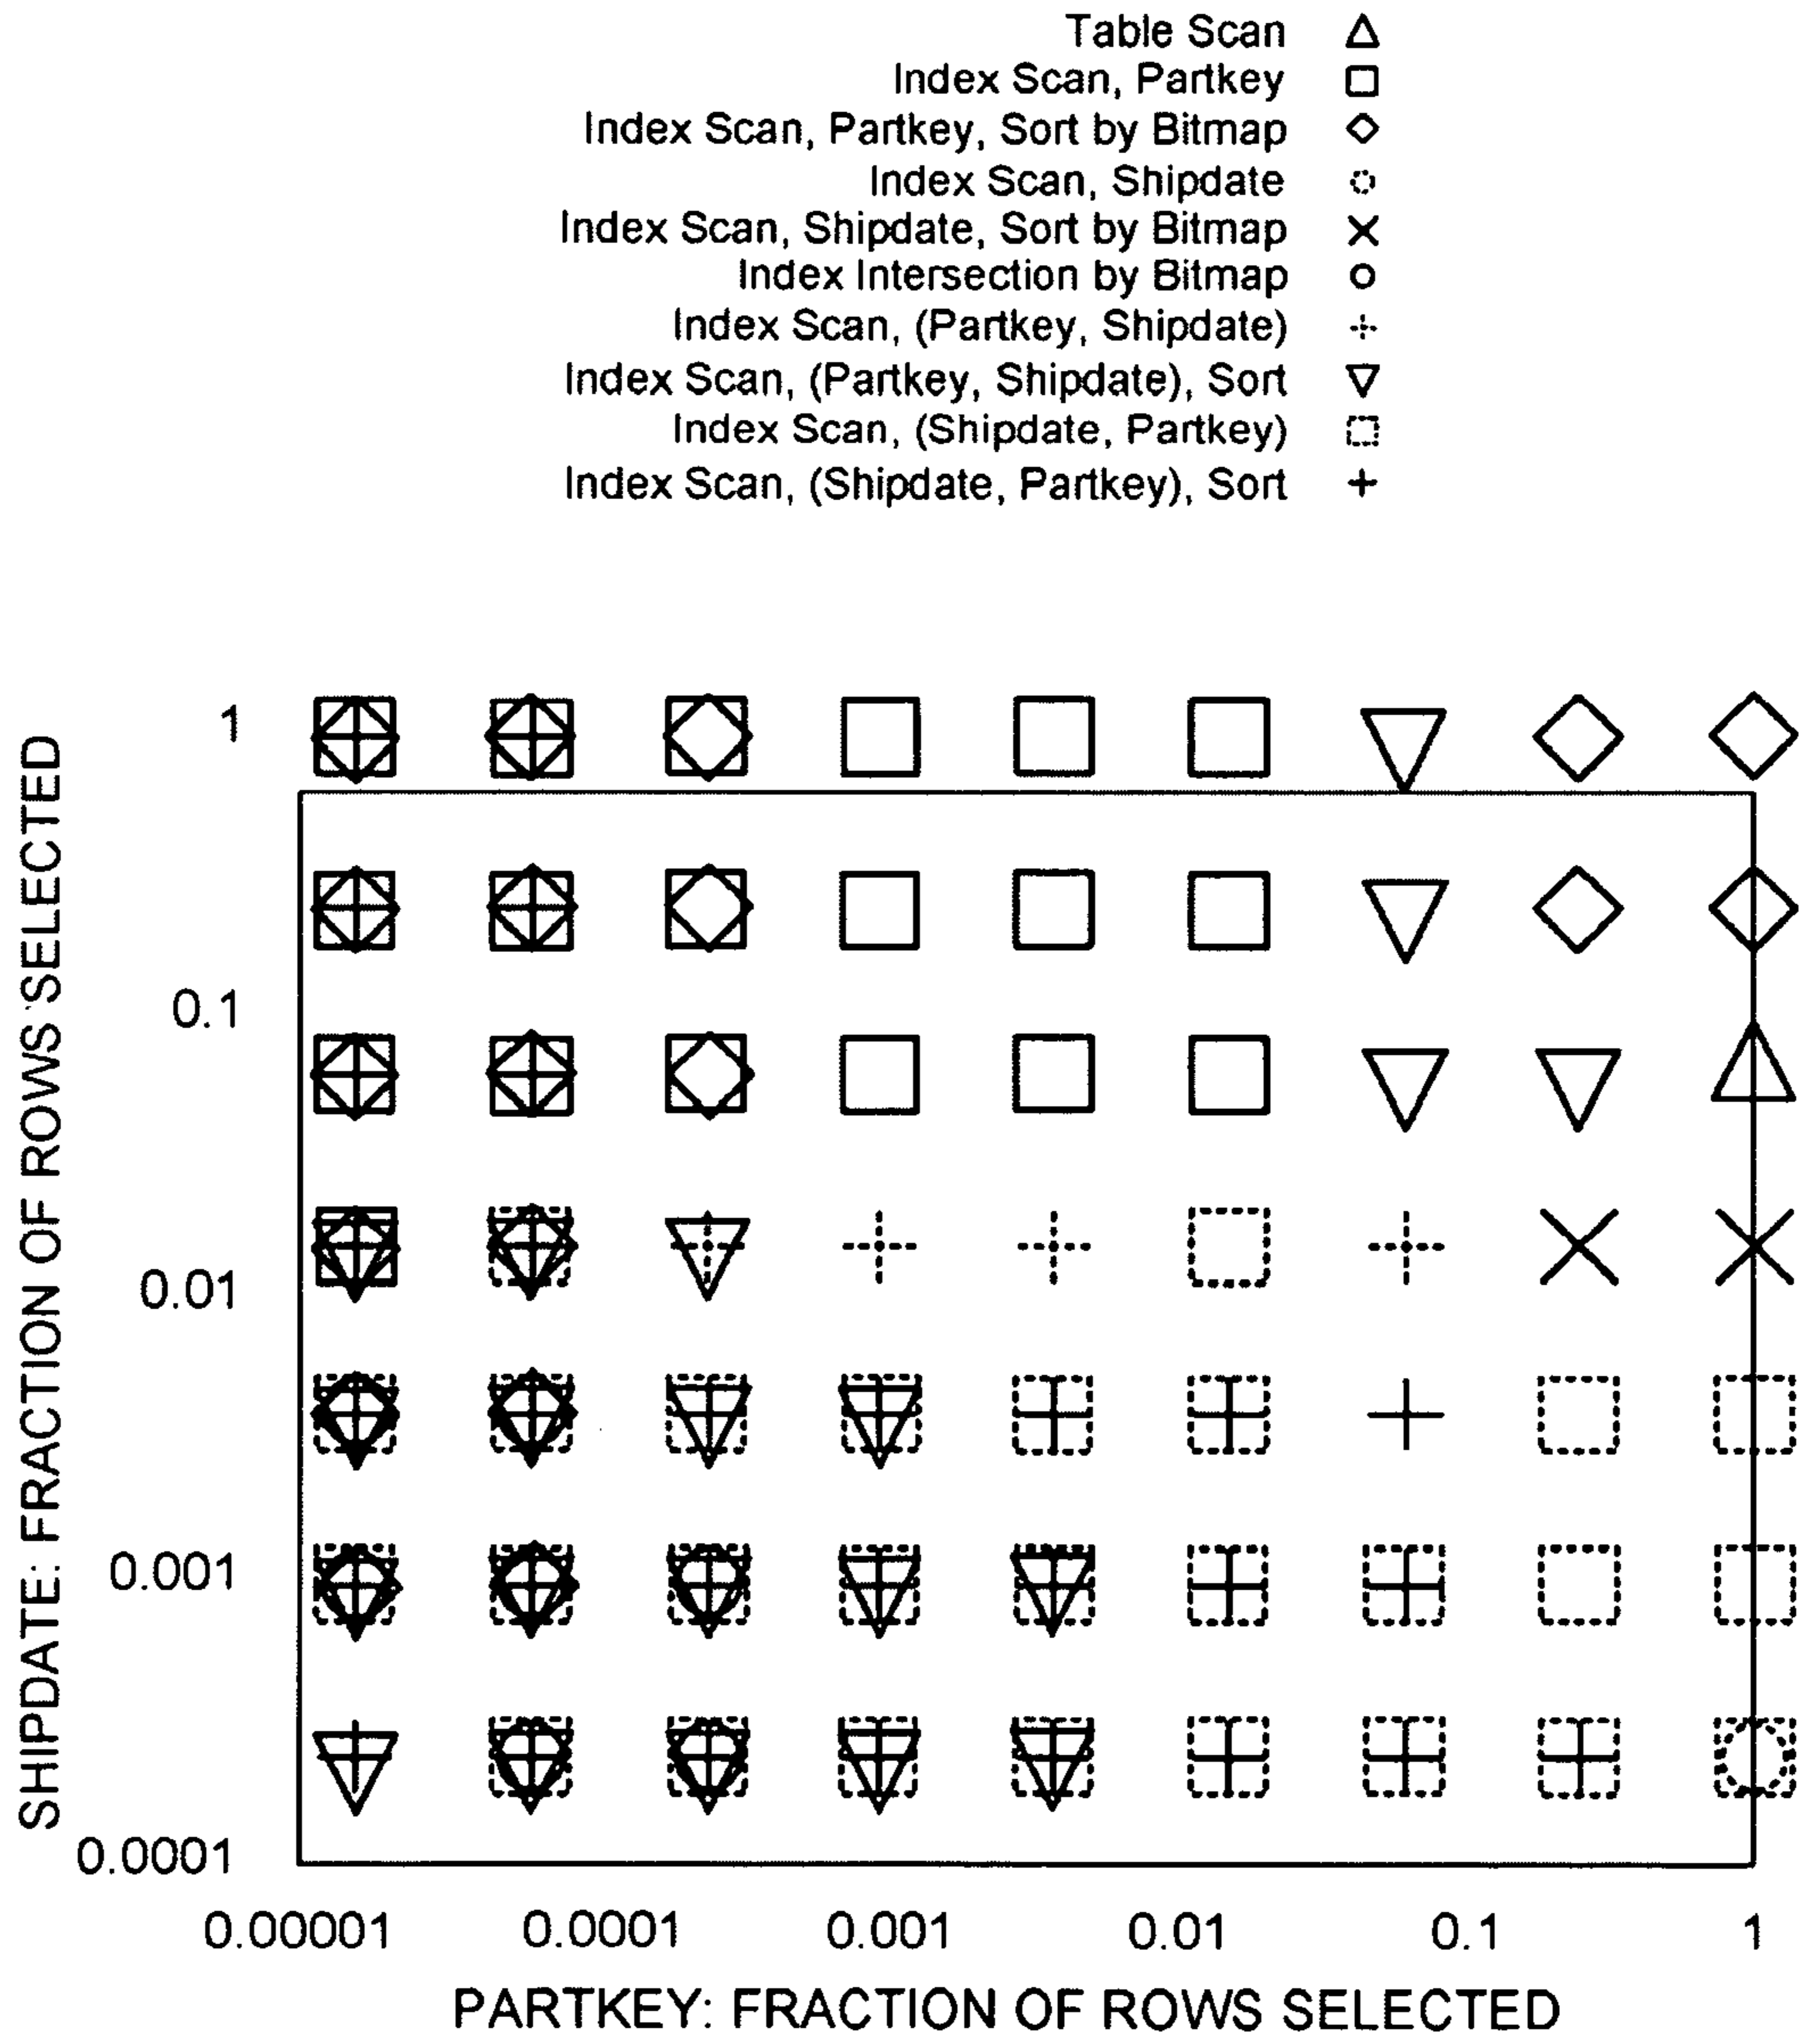 Table Scan
Index Scan, Partkey
Index Scan, Partkey, Sort by Bitmap
Index Scan, Shipdate
Index Scan, Shipdate, Sort by Bitmap
Index Intersection by Bitmap
Index Scan, (Partkey, Shipdate)
Index Scan, (Partkey, Shipdate), Sort
Index Scan, (Shipdate, Partkey)
Index Scan, (Shipdate, Partkey), Sort
SHIPDATE: FRACTION OF ROWS SELECTED
1
0.1
0.01
0.001
0.0001
0.00001 0.0001 0.001 0.01 0.1 1
PARTKEY: FRACTION OF ROWS SELECTED